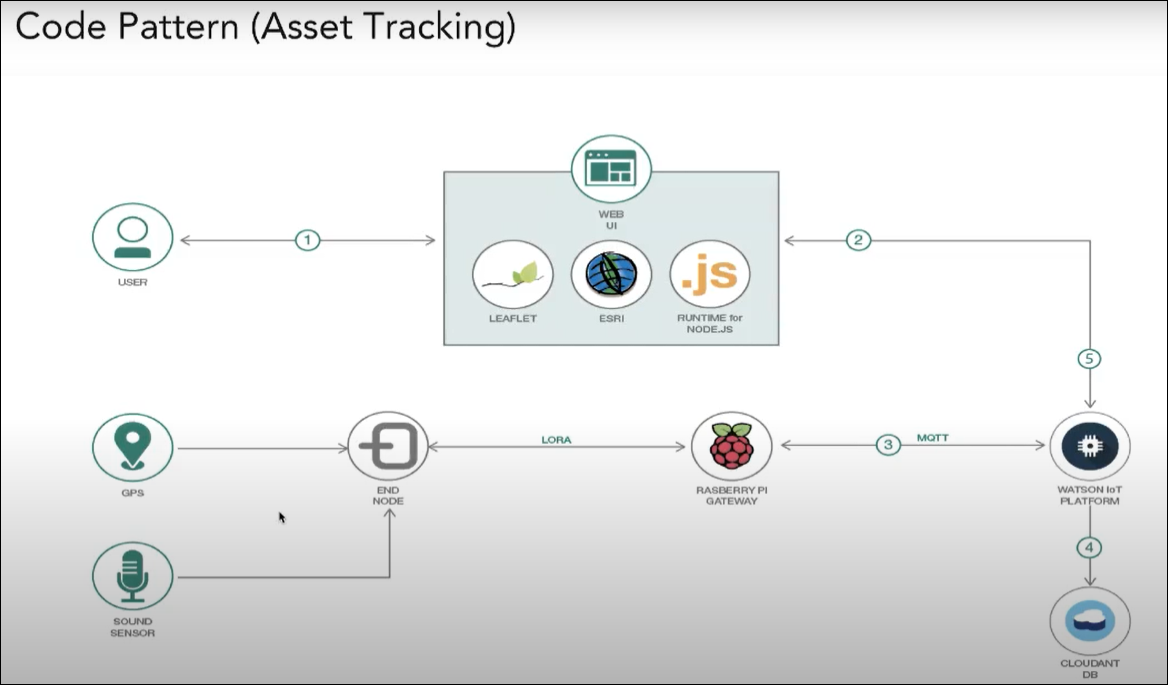 Code Pattern (Asset Tracking)
WEB
UI
1
2
USER
.js
LEAFLET
ESRI
RUNTIME for
NODE.JS
5
LORA
3
MQTT
GPS
END
NODE
RASBERRY PI
GATEWAY
WATSON IoT
PLATFORM
4
SOUND
SENSOR
CLOUDANT
DB